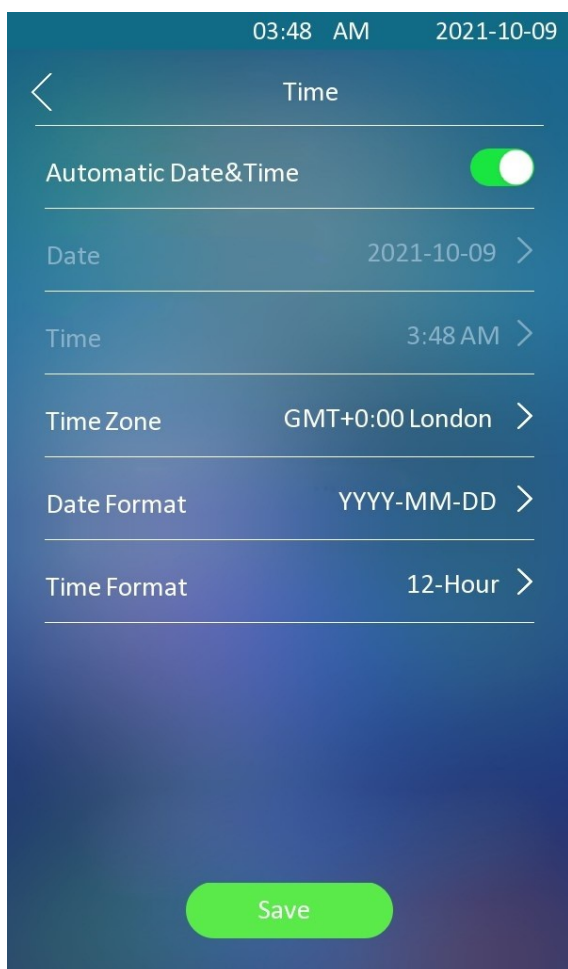 03:48 AM 2021-10-09
Time
Automatic Date&Time
Date 2021-10-09
Time 3:48 AM
Time Zone GMT+0:00 London
Date Format YYYY-MM-DD
Time Format 12-Hour
Save